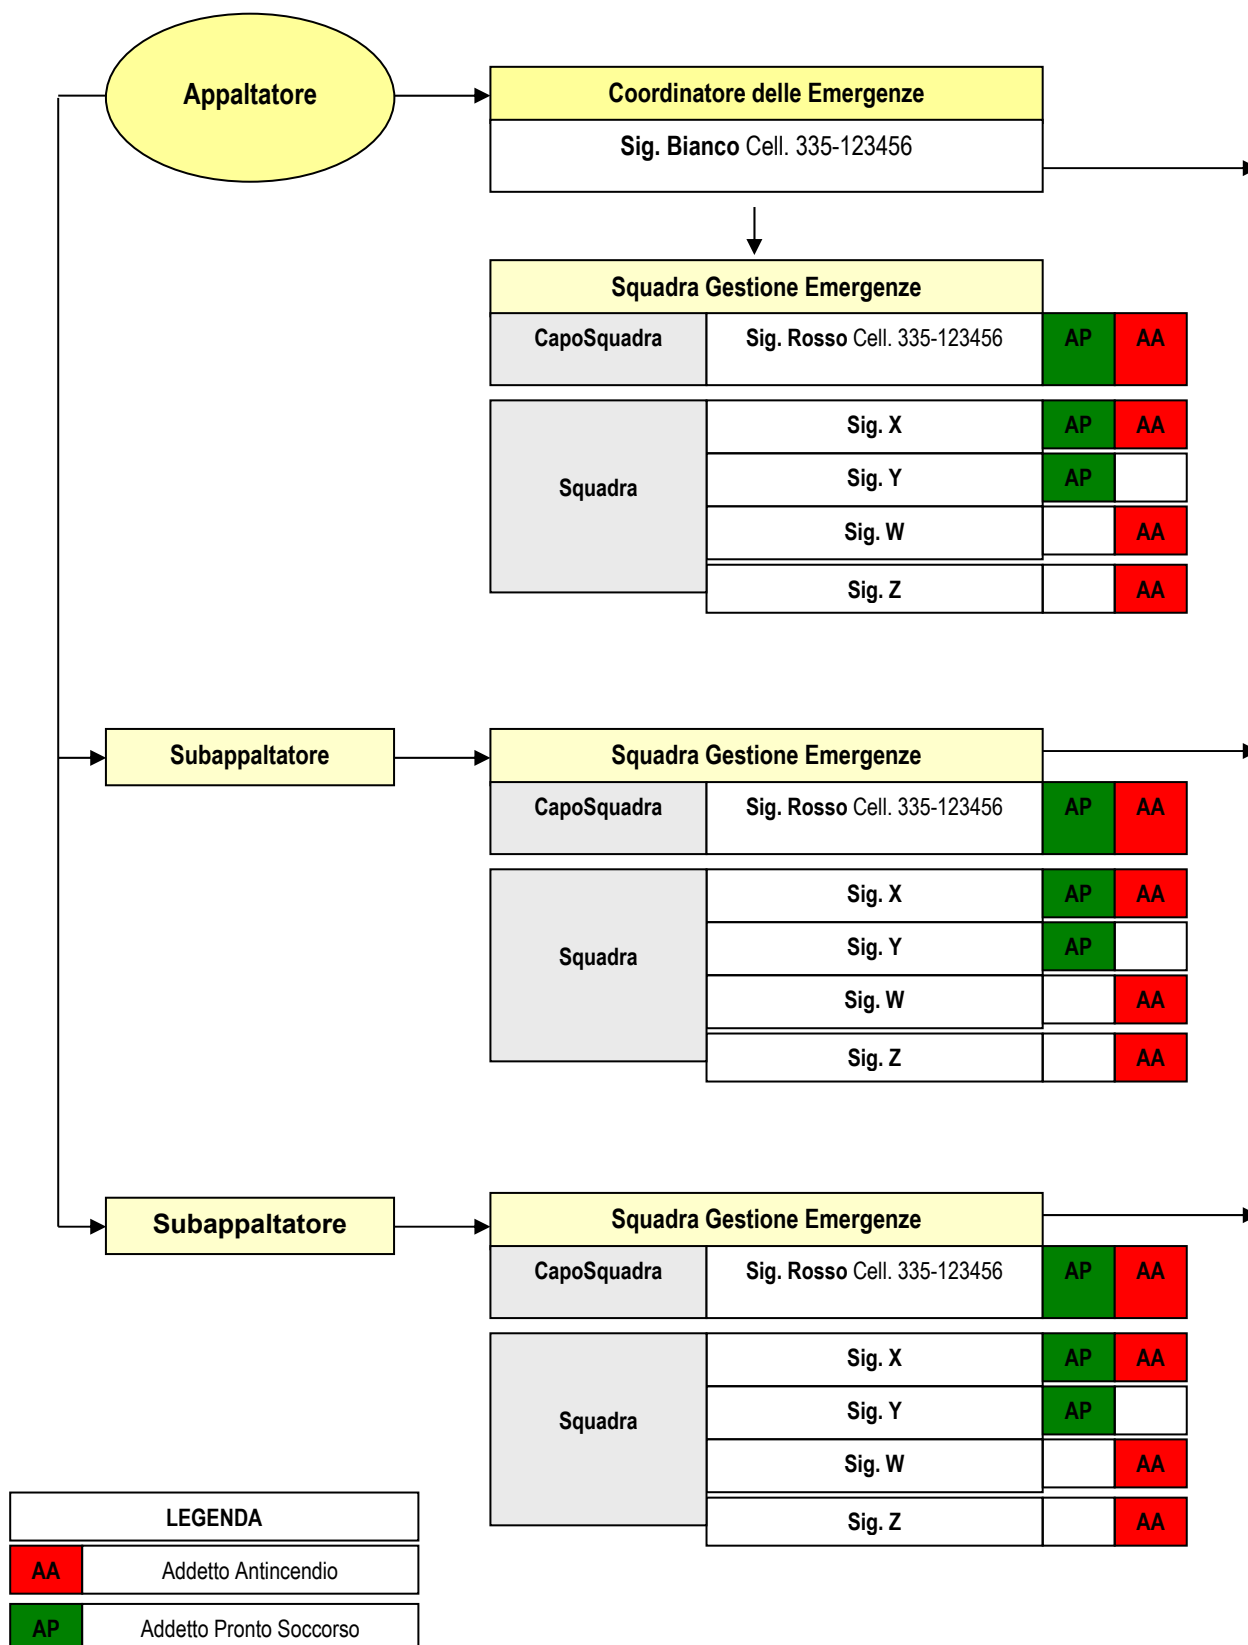 Appaltatore
Coordinatore delle Emergenze
Sig. Bianco Cell. 335-123456
Squadra Gestione Emergenze
CapoSquadra Sig. Rosso Cell. 335-123456 AP AA
Squadra
Sig. X AP AA
Sig. Y AP
Sig. W AA
Sig. Z AA
Subappaltatore
Squadra Gestione Emergenze
CapoSquadra Sig. Rosso Cell. 335-123456 AP AA
Squadra
Sig. X AP AA
Sig. Y AP
Sig. W AA
Sig. Z AA
Subappaltatore
Squadra Gestione Emergenze
CapoSquadra Sig. Rosso Cell. 335-123456 AP AA
Squadra
Sig. X AP AA
Sig. Y AP
Sig. W AA
Sig. Z AA
LEGENDA
AA Addetto Antincendio
AP Addetto Pronto Soccorso